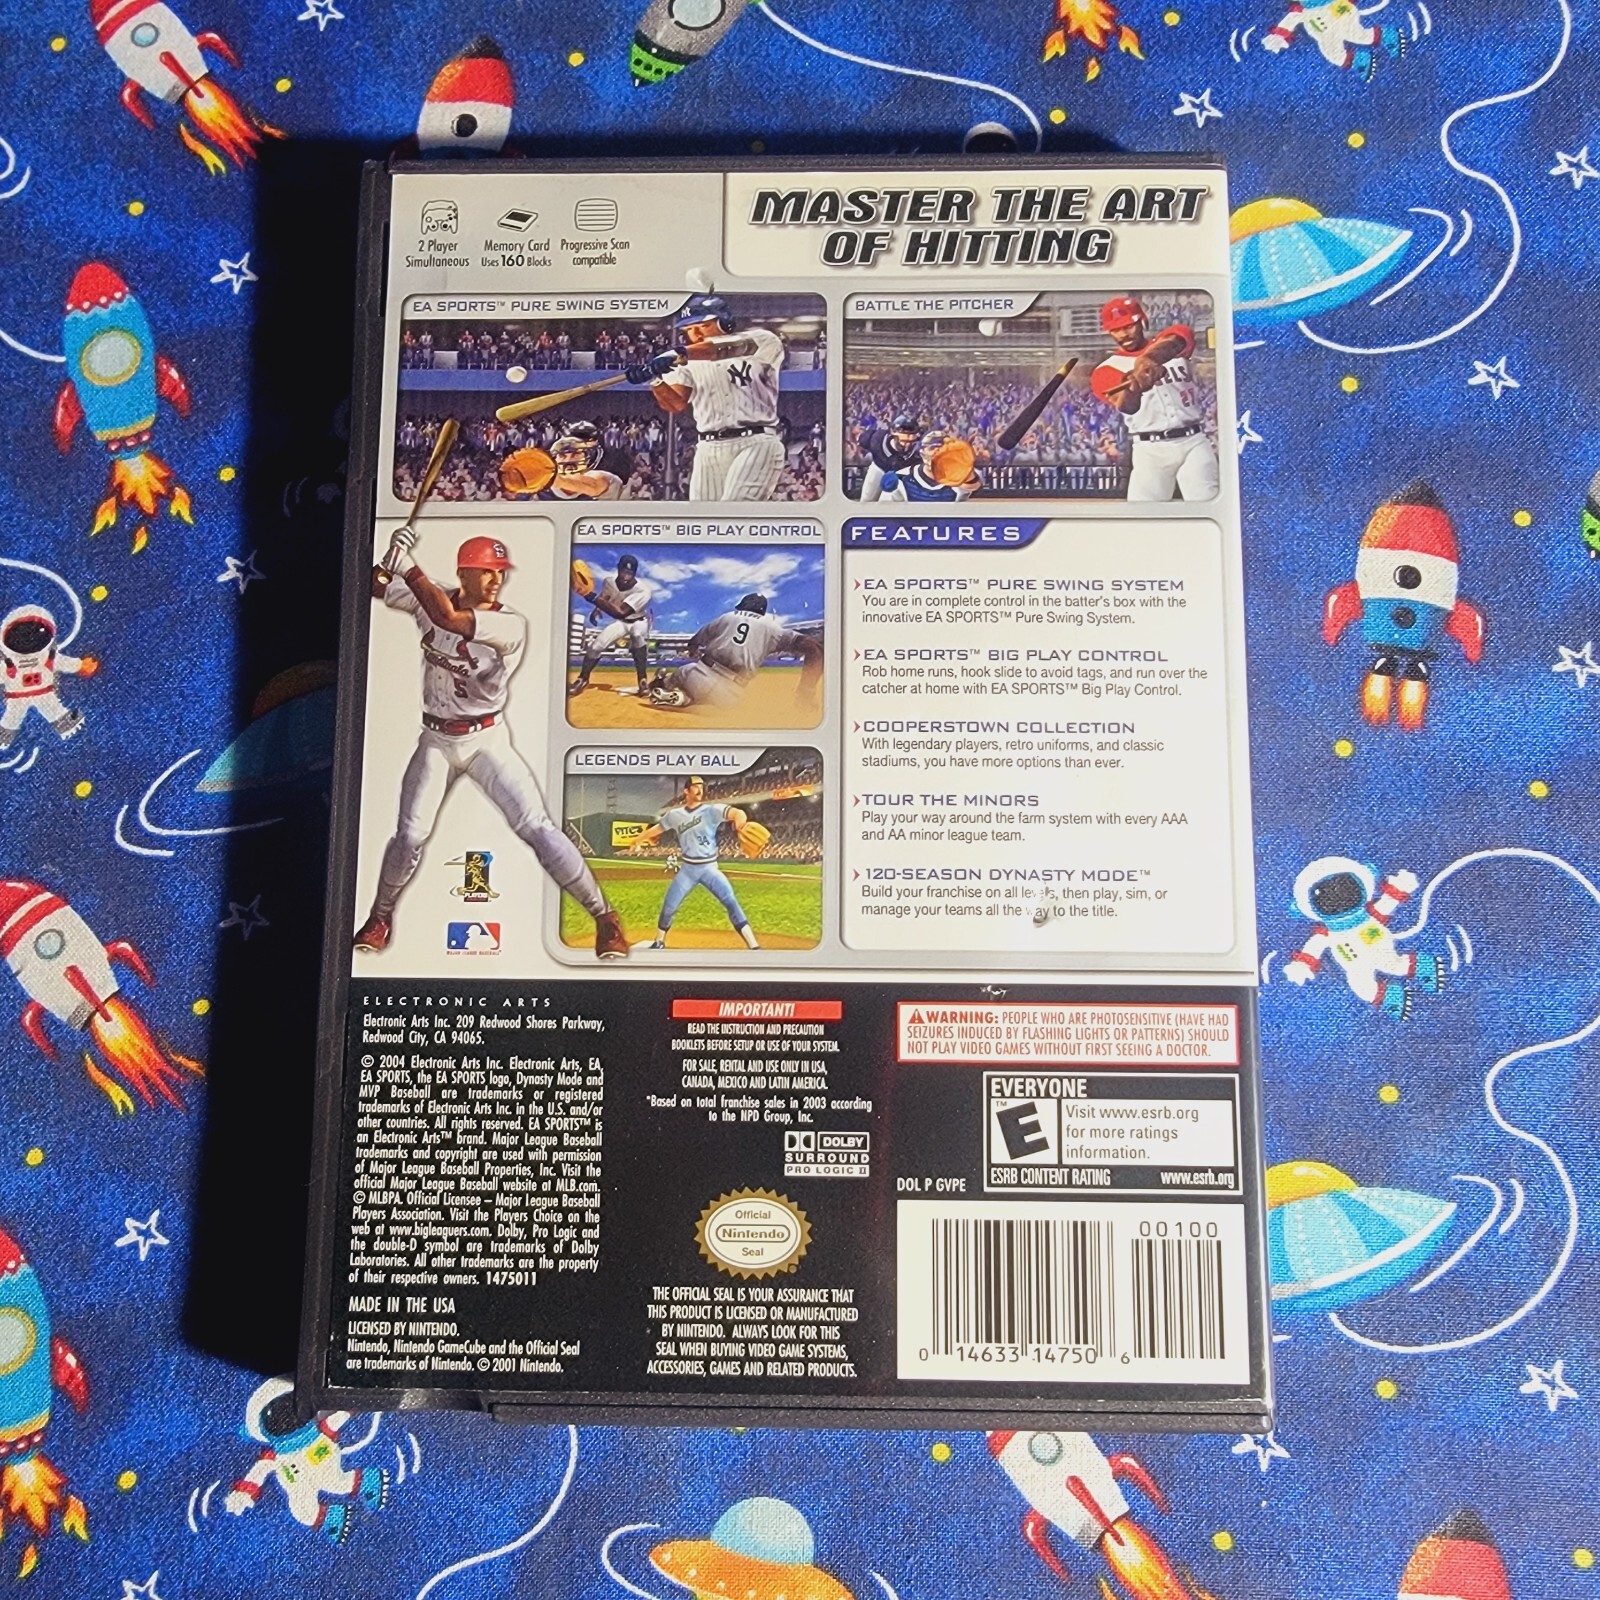 MASTER THE ART
OF HITTING
2 Player
Simultaneous
Memory Card
Uses 160 Blocks
Progressive Scan
compatible
EA SPORTS™ PURE SWING SYSTEM
BATTLE THE PITCHER
EA SPORTS™ BIG PLAY CONTROL
9
LEGENDS PLAY BALL
FEATURES
EA SPORTS™ PURE SWING SYSTEM
You are in complete control in the batter's box with the
innovative EA SPORTS™ Pure Swing System.
EA SPORTS™ BIG PLAY CONTROL
Rob home runs, hook slide to avoid tags, and run over the
catcher at home with EA SPORTS™ Big Play Control.
COOPERSTOWN COLLECTION
With legendary players, retro uniforms, and classic
stadiums, you have more options than ever.
TOUR THE MINORS
Play your way around the farm system with every AAA
and AA minor league team.
120-SEASON DYNASTY MODE™
Build your franchise on all levels, then play, sim, or
manage your teams all the way to the title.
Cardinals
MAJOR LEAGUE BASEBALL
ELECTRONIC ARTS
Electronic Arts Inc. 209 Redwood Shores Parkway,
Redwood City, CA 94065.
© 2004 Electronic Arts Inc. Electronic Arts, EA,
EA SPORTS, the EA SPORTS logo, Dynasty Mode and
MVP Baseball are trademarks or registered
trademarks of Electronic Arts Inc. in the U.S. and/or
other countries. All rights reserved. EA SPORTS™ is
an Electronic Arts™ brand. Major League Baseball
trademarks and copyright are used with permission
of Major League Baseball Properties, Inc. Visit the
official Major League Baseball website at MLB.com.
© MLBPA. Official Licensee – Major League Baseball
Players Association. Visit the Players Choice on the
web at www.bigleaguers.com. Dolby, Pro Logic and
the double-D symbol are trademarks of Dolby
Laboratories. All other trademarks are the property
of their respective owners. 1475011
MADE IN THE USA
LICENSED BY NINTENDO.
Nintendo, Nintendo GameCube and the Official Seal
are trademarks of Nintendo. © 2001 Nintendo.
IMPORTANT!
READ THE INSTRUCTION AND PRECAUTION
BOOKLETS BEFORE SETUP OR USE OF YOUR SYSTEM.
FOR SALE, RENTAL AND USE ONLY IN USA,
CANADA, MEXICO AND LATIN AMERICA.
*Based on total franchise sales in 2003 according
to the NPD Group, Inc.
DOLBY
SURROUND
PRO LOGIC II
Official
Nintendo
Seal
THE OFFICIAL SEAL IS YOUR ASSURANCE THAT
THIS PRODUCT IS LICENSED OR MANUFACTURED
BY NINTENDO. ALWAYS LOOK FOR THIS
SEAL WHEN BUYING VIDEO GAME SYSTEMS,
ACCESSORIES, GAMES AND RELATED PRODUCTS.
WARNING: PEOPLE WHO ARE PHOTOSENSITIVE (HAVE HAD
SEIZURES INDUCED BY FLASHING LIGHTS OR PATTERNS) SHOULD
NOT PLAY VIDEO GAMES WITHOUT FIRST SEEING A DOCTOR.
EVERYONE
E
Visit www.esrb.org
for more ratings
information.
ESRB CONTENT RATING www.esrb.org
DOL P GVPE
00100
0 14633 14750 6